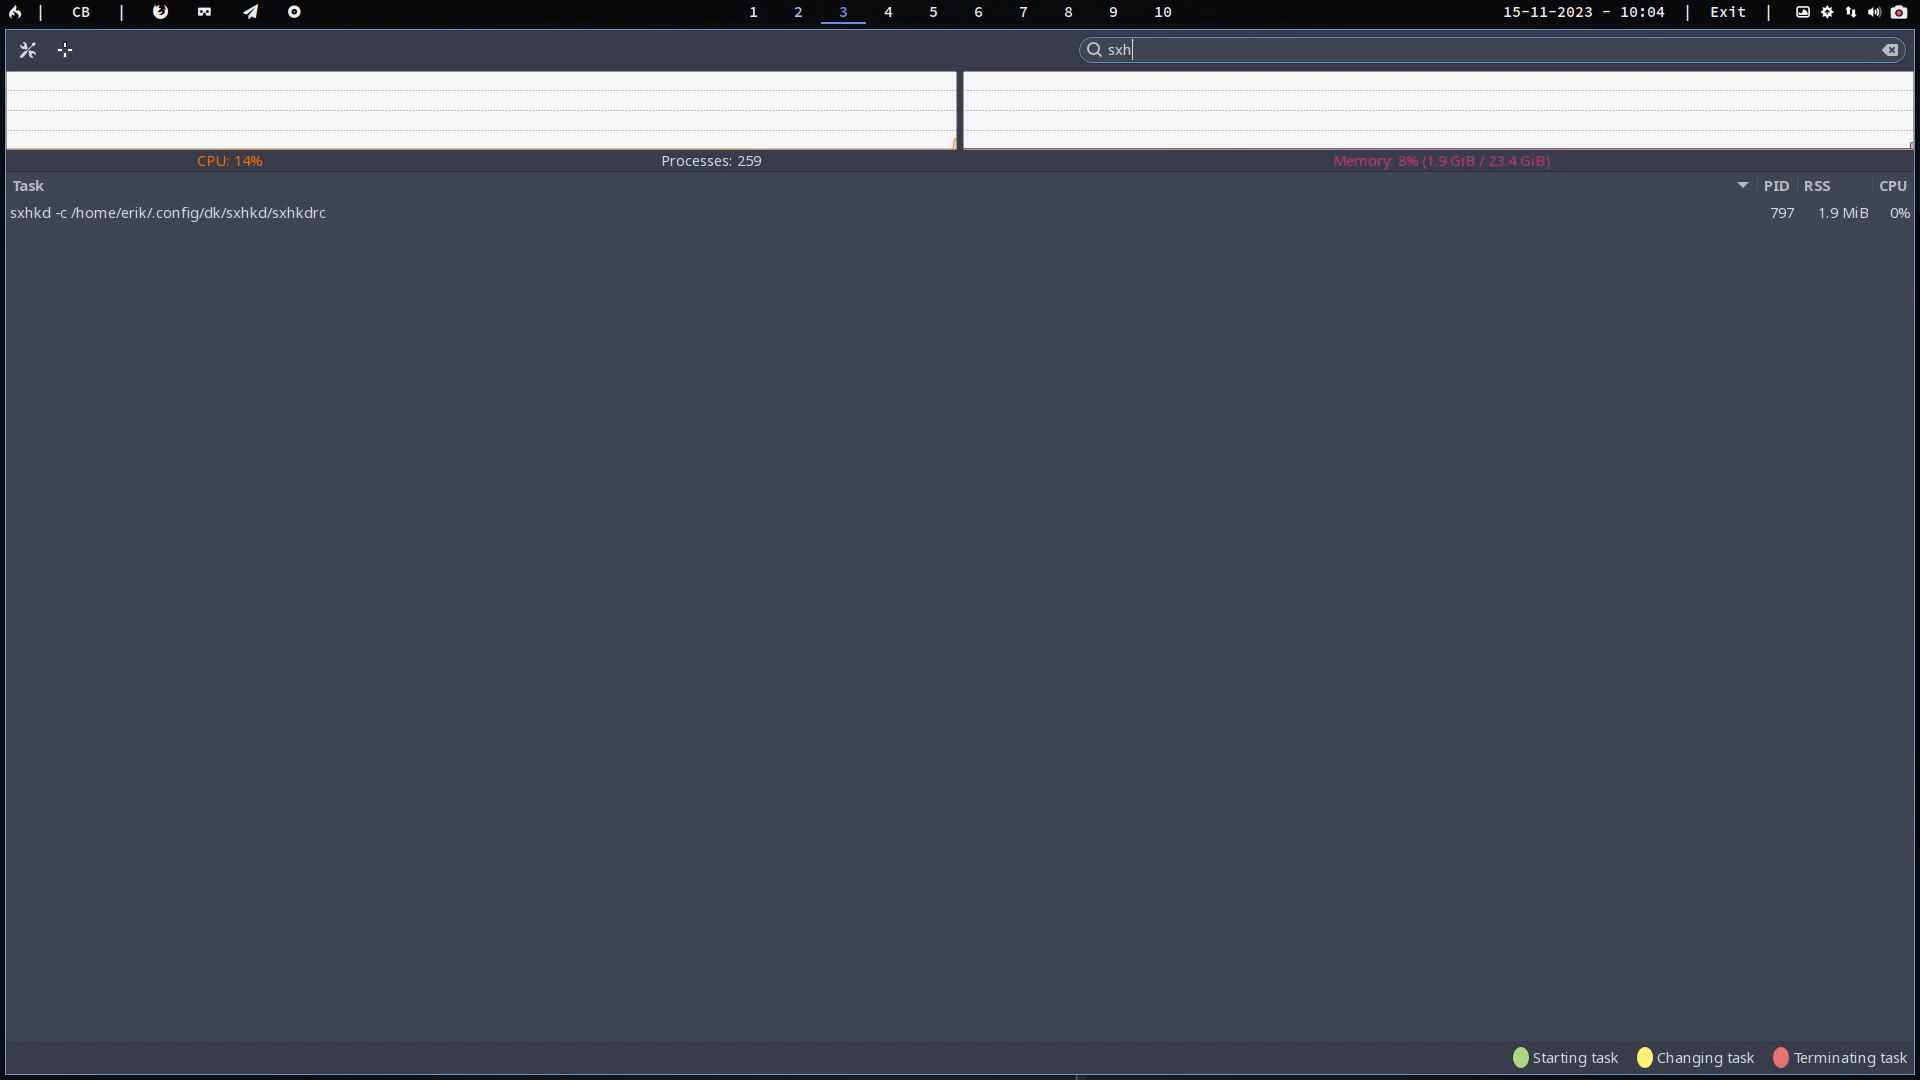 | CB | 1 2 3 4 5 6 7 8 9 10 15-11-2023 - 10:04 | Exit |
sxh
CPU: 14% Processes: 259 Memory: 8% (1.9 GiB / 23.4 GiB)
Task PID RSS CPU
sxhkd -c /home/erik/.config/dk/sxhkd/sxhkdrc 797 1.9 MiB 0%
Starting task Changing task Terminating task